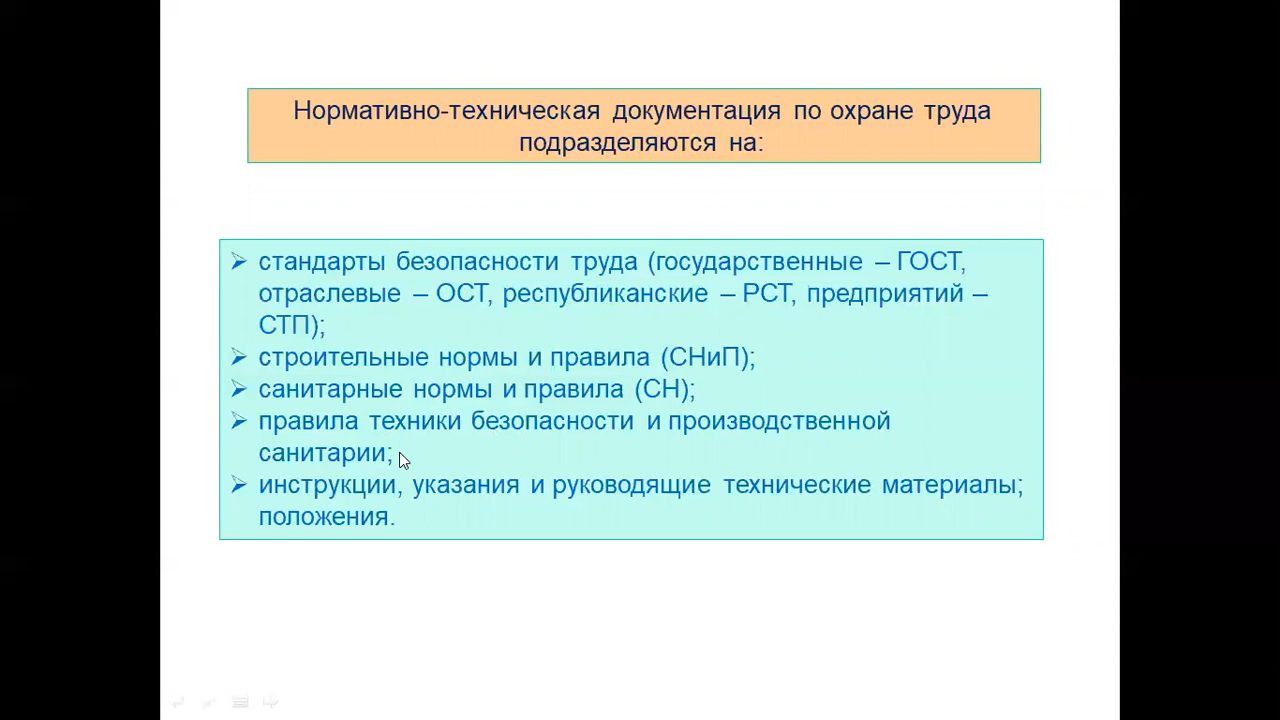 Нормативно-техническая документация по охране труда
подразделяются на:
стандарты безопасности труда (государственные – ГОСТ,
отраслевые – ОСТ, республиканские – РСТ, предприятий –
СТП);
строительные нормы и правила (СНиП);
санитарные нормы и правила (СН);
правила техники безопасности и производственной
санитарии;
инструкции, указания и руководящие технические материалы;
положения.